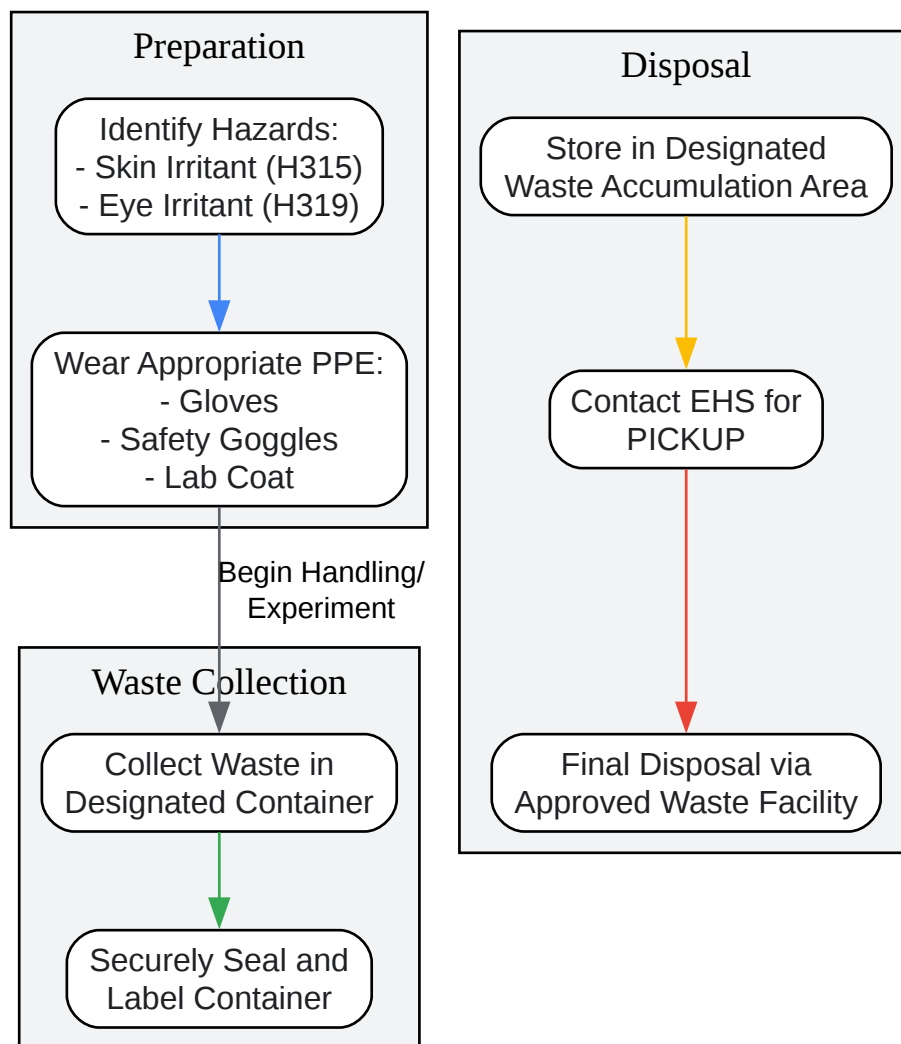 Preparation
Identify Hazards:
- Skin Irritant (H315)
- Eye Irritant (H319)
Wear Appropriate PPE:
- Gloves
- Safety Goggles
- Lab Coat
Begin Handling/
Experiment
Waste Collection
Collect Waste in
Designated Container
Securely Seal and
Label Container
Disposal
Store in Designated
Waste Accumulation Area
Contact EHS for
PICKUP
Final Disposal via
Approved Waste Facility